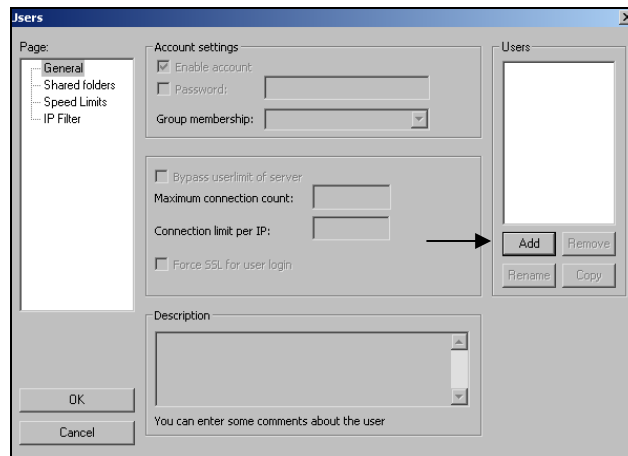 Jsers
Page:
General
Shared folders
Speed Limits
IP Filter
Account settings
Enable account
Password:
Group membership:
Bypass userlimit of server
Maximum connection count:
Connection limit per IP:
Force SSL for user login
Description
You can enter some comments about the user
Users
Add Remove
Rename Copy
OK
Cancel